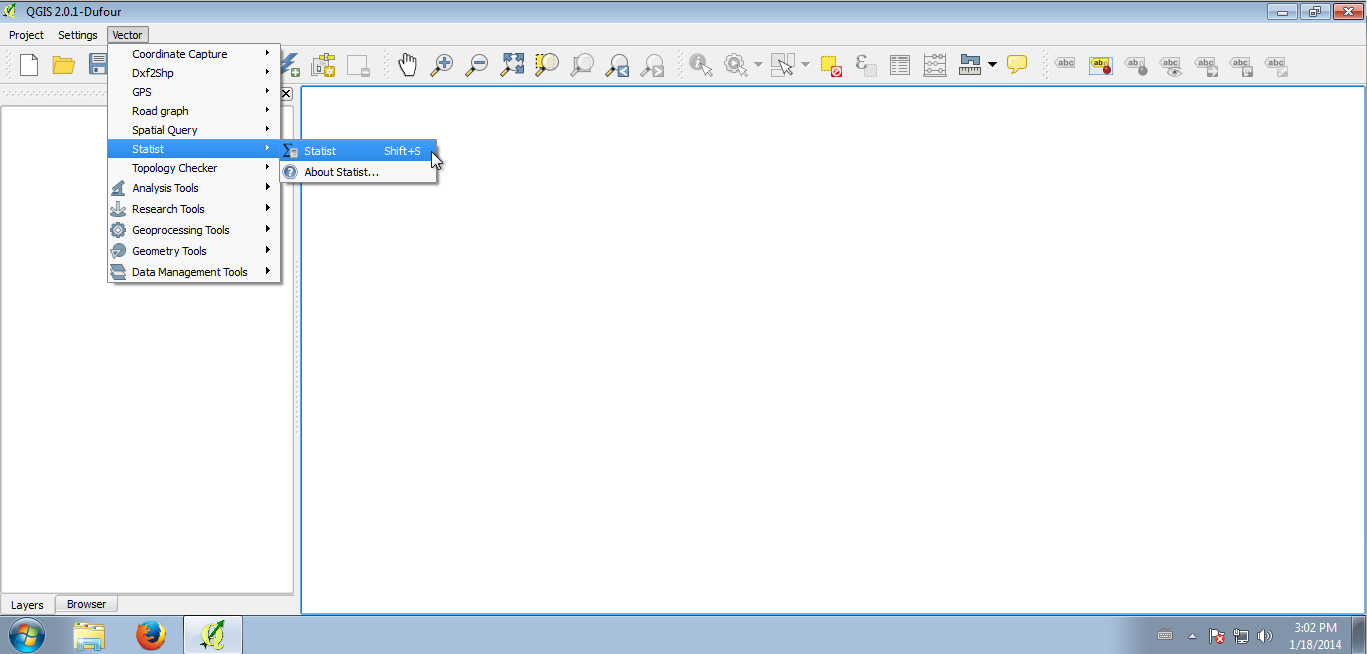 QGIS 2.0.1-Dufour
Project Settings Vector
Coordinate Capture
Dxf2Shp
GPS
Road graph
Spatial Query
Statist
Topology Checker
Analysis Tools
Research Tools
Geoprocessing Tools
Geometry Tools
Data Management Tools
Statist Shift+S
About Statist...
abc
ab
ab
abc
abc
abc
abc
Layers Browser
3:02 PM
1/18/2014